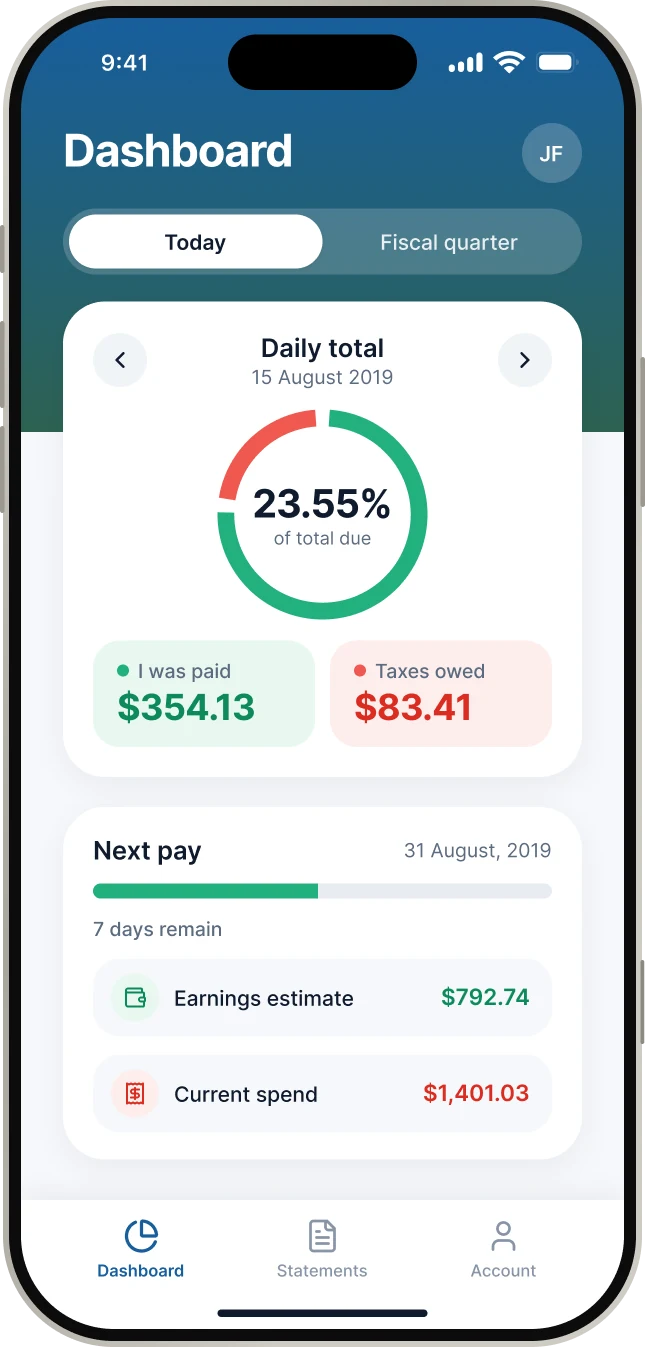 9:41
Dashboard
JF
Today
Fiscal quarter
Daily total
15 August 2019
23.55%
of total due
I was paid
$354.13
Taxes owed
$83.41
Next pay
31 August, 2019
7 days remain
Earnings estimate
$792.74
Current spend
$1,401.03
Dashboard
Statements
Account